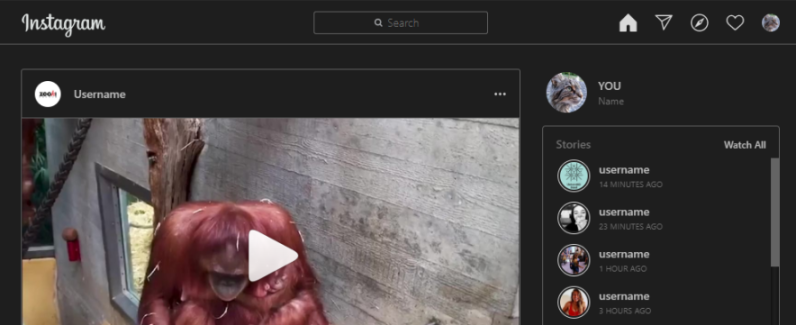 Instagram
Search
Username
YOU
Name
Stories
Watch All
username
14 MINUTES AGO
username
23 MINUTES AGO
username
1 HOUR AGO
username
3 HOURS AGO